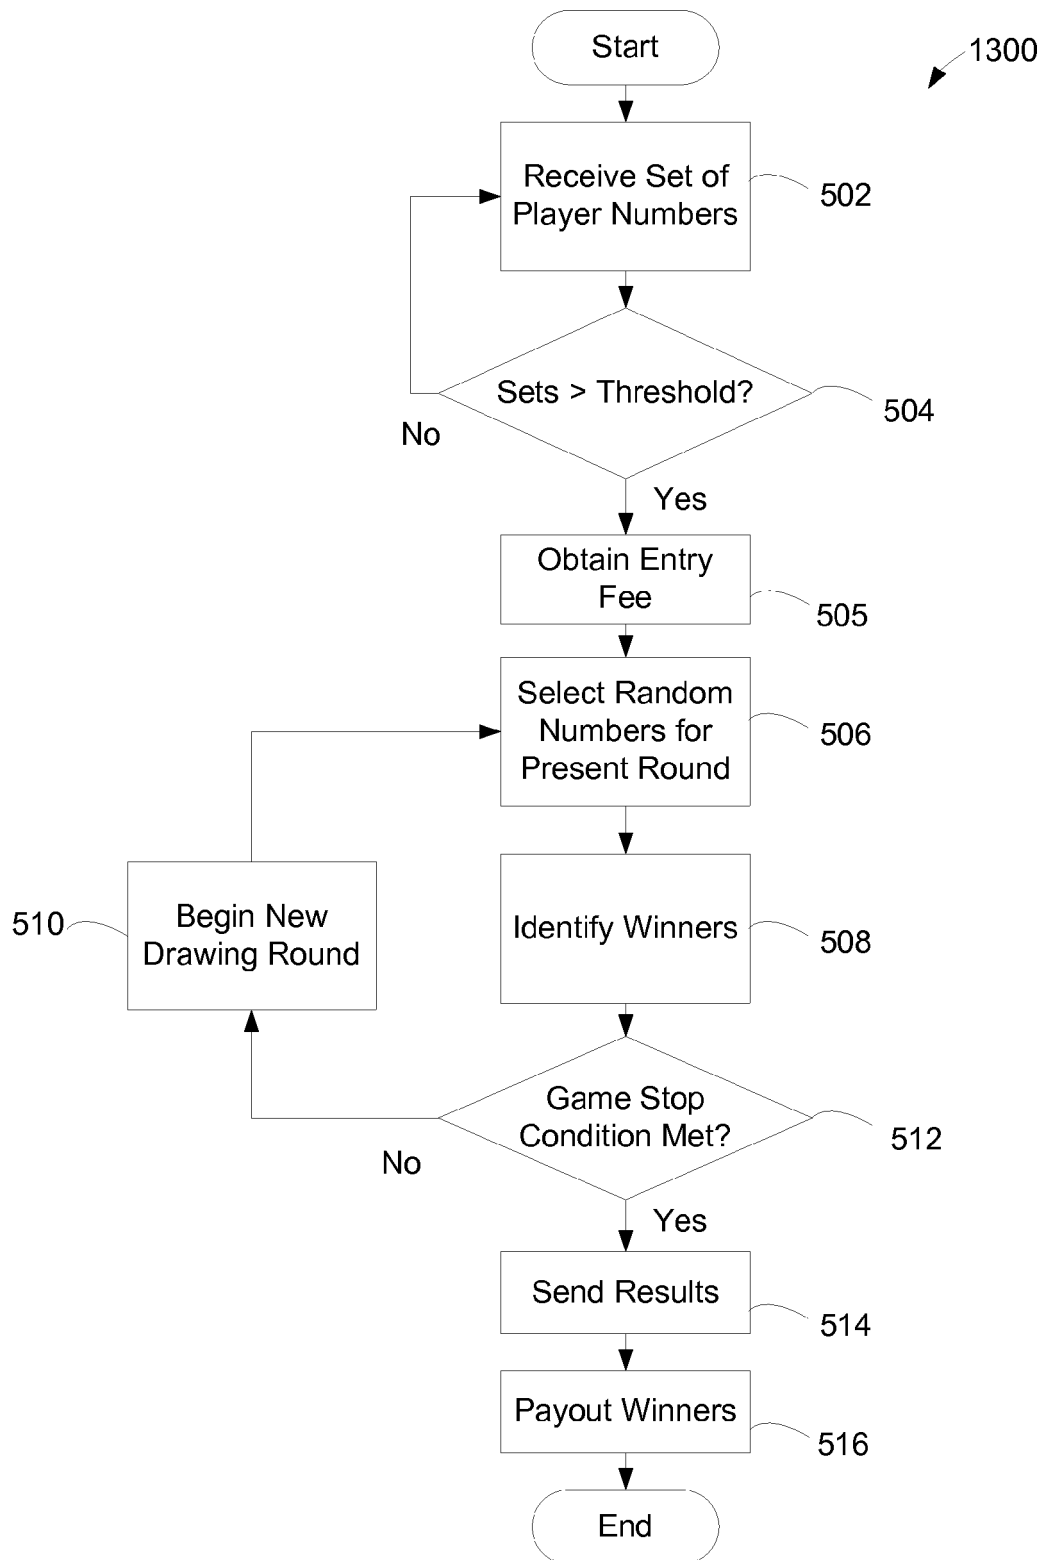 Start
1300
Receive Set of
Player Numbers
502
Sets > Threshold?
504
No
Yes
Obtain Entry
Fee
505
Select Random
Numbers for
Present Round
506
510
Begin New
Drawing Round
Identify Winners
508
Game Stop
Condition Met?
512
No
Yes
Send Results
514
Payout Winners
516
End